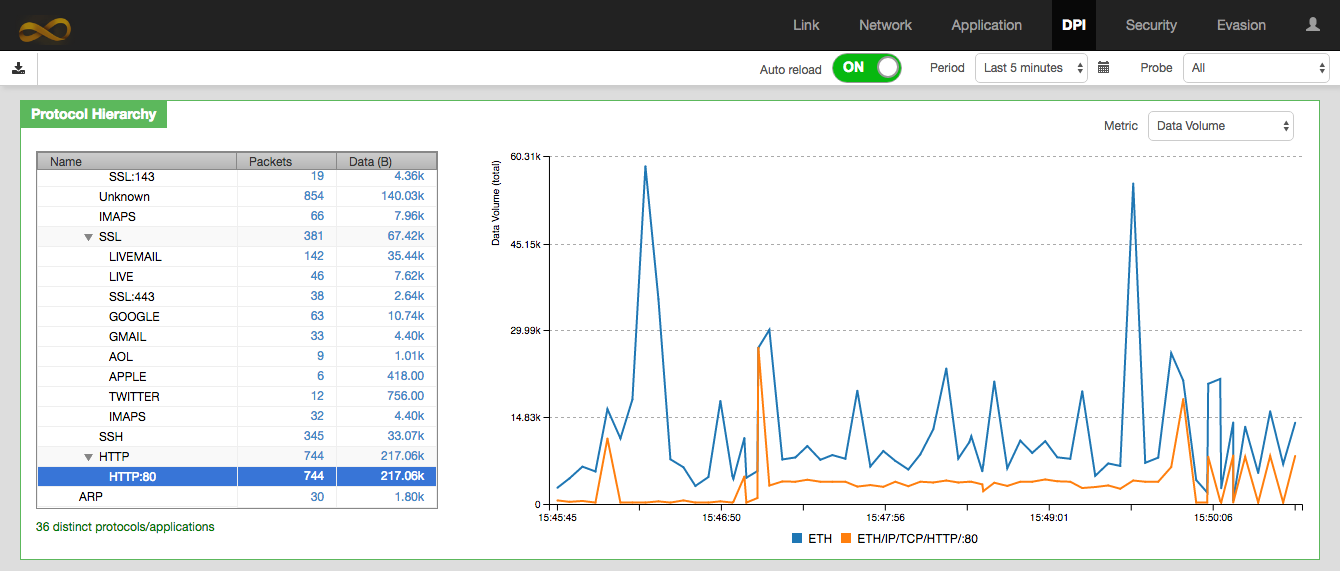 Link Network Application DPI Security Evasion
Auto reload ON Period Last 5 minutes Probe All
Protocol Hierarchy
Metric Data Volume
Name Packets Data (B)
SSL:143 19 4.36k
Unknown 854 140.03k
IMAPS 66 7.96k
SSL 381 67.42k
LIVEMAIL 142 35.44k
LIVE 46 7.62k
SSL:443 38 2.64k
GOOGLE 63 10.74k
GMAIL 33 4.40k
AOL 9 1.01k
APPLE 6 418.00
TWITTER 12 756.00
IMAPS 32 4.40k
SSH 345 33.07k
HTTP 744 217.06k
HTTP:80 744 217.06k
ARP 30 1.80k
36 distinct protocols/applications
Data Volume (total)
60.31k
45.15k
29.99k
14.83k
0
15:45:45 15:46:50 15:47:56 15:49:01 15:50:06
ETH ETH/IP/TCP/HTTP/:80